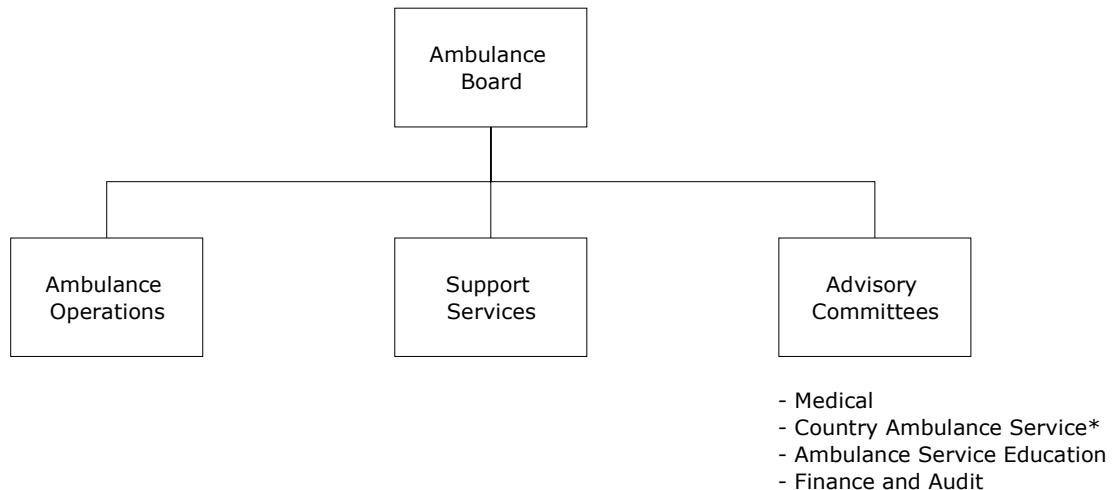 Ambulance
Board
Ambulance
Operations
Support
Services
Advisory
Committees
- Medical
- Country Ambulance Service*
- Ambulance Service Education
- Finance and Audit